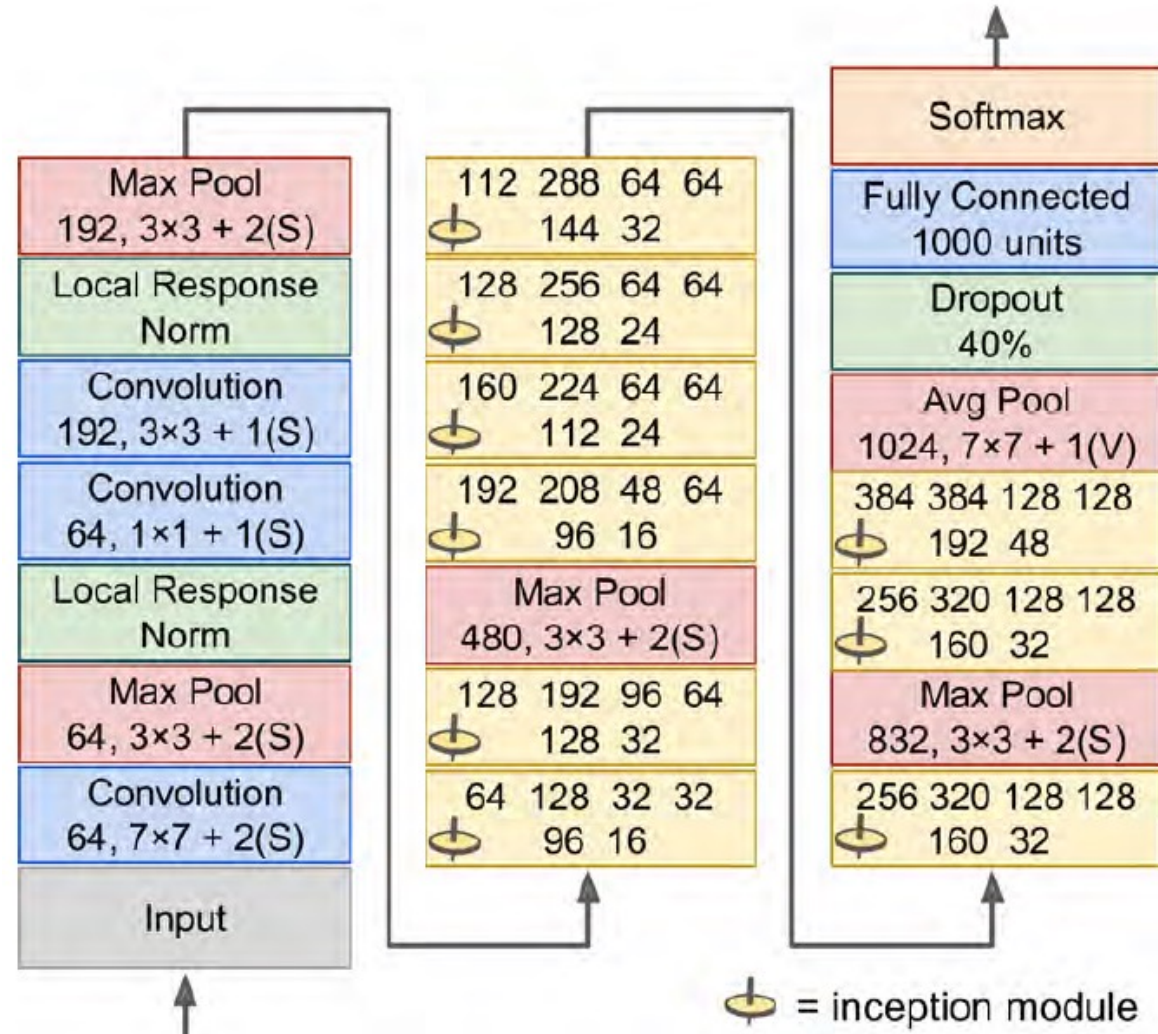 Max Pool
192, 3×3 + 2(S)
Local Response
Norm
Convolution
192, 3×3 + 1(S)
Convolution
64, 1×1 + 1(S)
Local Response
Norm
Max Pool
64, 3×3 + 2(S)
Convolution
64, 7×7 + 2(S)
Input
112 288 64 64
144 32
128 256 64 64
128 24
160 224 64 64
112 24
192 208 48 64
96 16
Max Pool
480, 3×3 + 2(S)
128 192 96 64
128 32
64 128 32 32
96 16
Softmax
Fully Connected
1000 units
Dropout
40%
Avg Pool
1024, 7×7 + 1(V)
384 384 128 128
192 48
256 320 128 128
160 32
Max Pool
832, 3×3 + 2(S)
256 320 128 128
160 32
= inception module